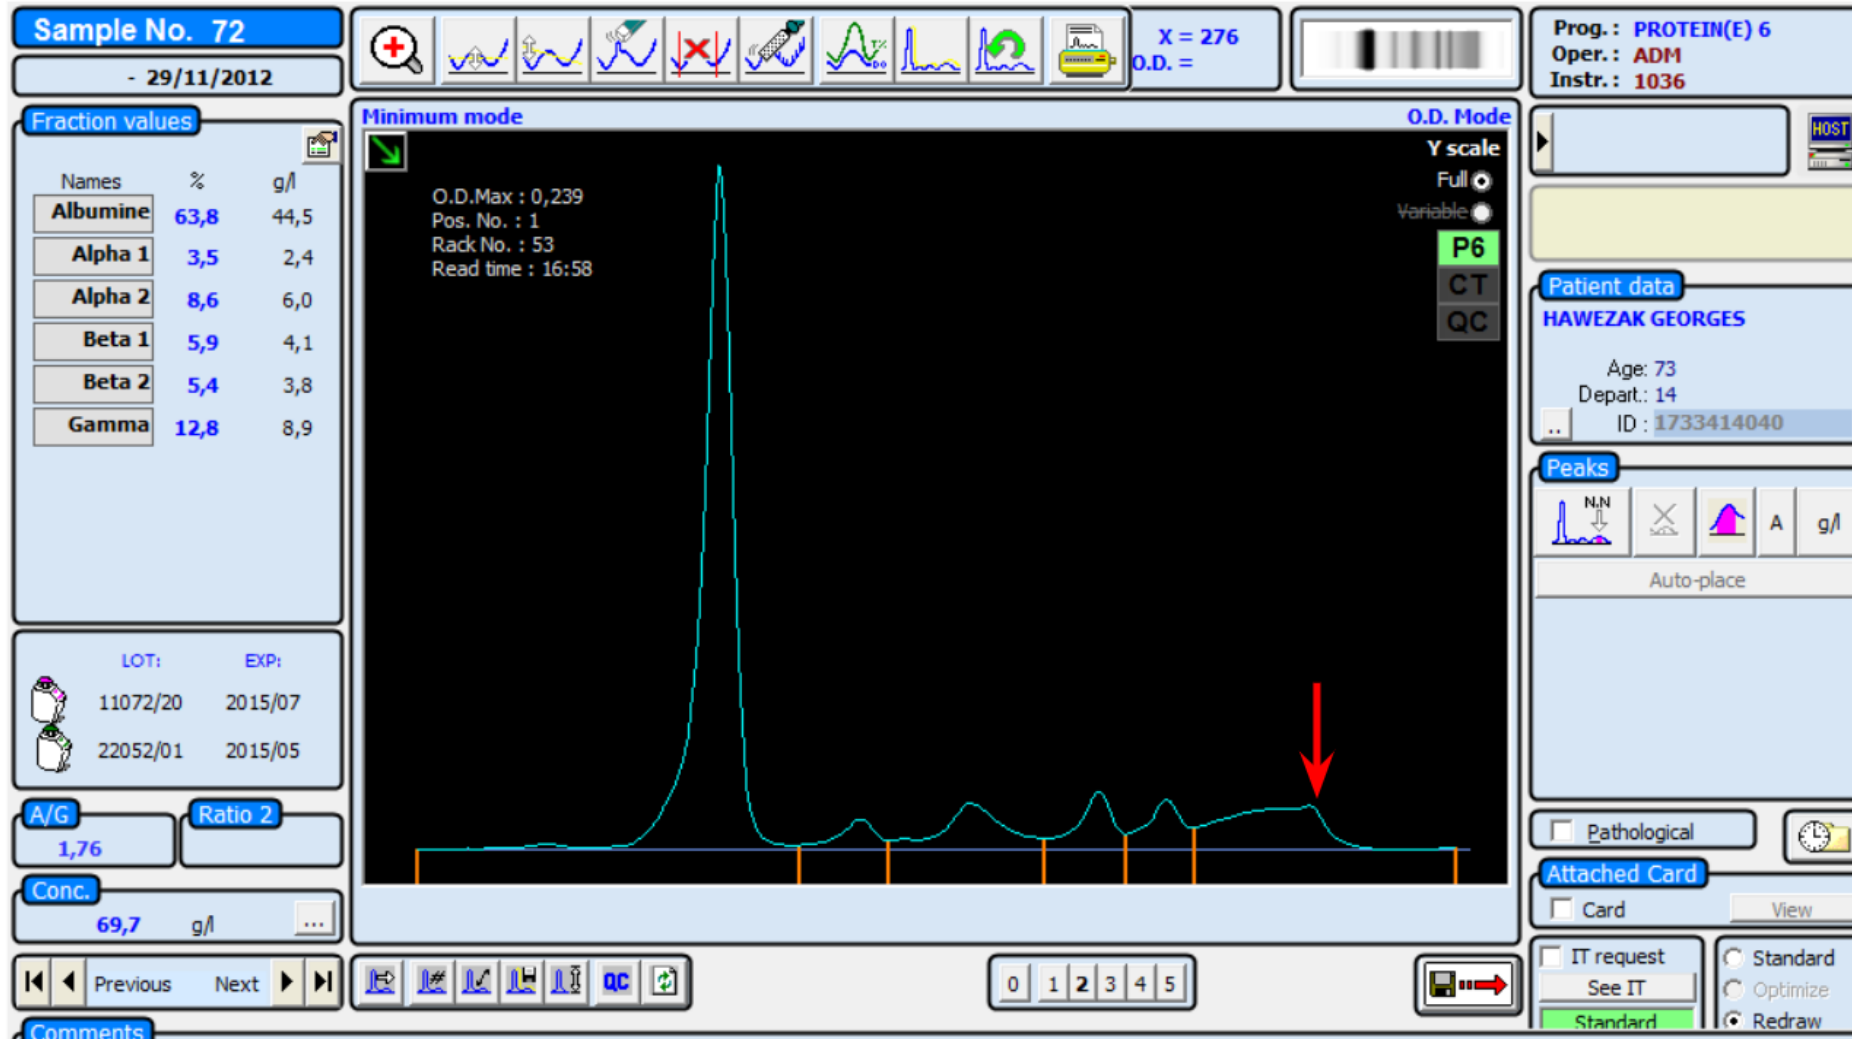 Sample No. 72
- 29/11/2012
X = 276
O.D. =
Prog.: PROTEIN(E) 6
Oper.: ADM
Instr.: 1036
Fraction values
Names % g/l
Albumine 63,8 44,5
Alpha 1 3,5 2,4
Alpha 2 8,6 6,0
Beta 1 5,9 4,1
Beta 2 5,4 3,8
Gamma 12,8 8,9
LOT: EXP:
11072/20 2015/07
22052/01 2015/05
A/G
1,76
Ratio 2
Conc.
69,7 g/l ...
Previous Next
Comments
Minimum mode
O.D. Mode
O.D.Max : 0,239
Pos. No. : 1
Rack No. : 53
Read time : 16:58
Y scale
Full
Variable
P6
CT
QC
T%
DO
QC
0 1 2 3 4 5
HOST
Patient data
HAWEZAK GEORGES
Age: 73
Depart.: 14
.. ID : 1733414040
Peaks
N.N
A
g/l
Auto-place
Pathological
Attached Card
Card View
IT request
See IT
Standard
Standard
Optimize
Redraw